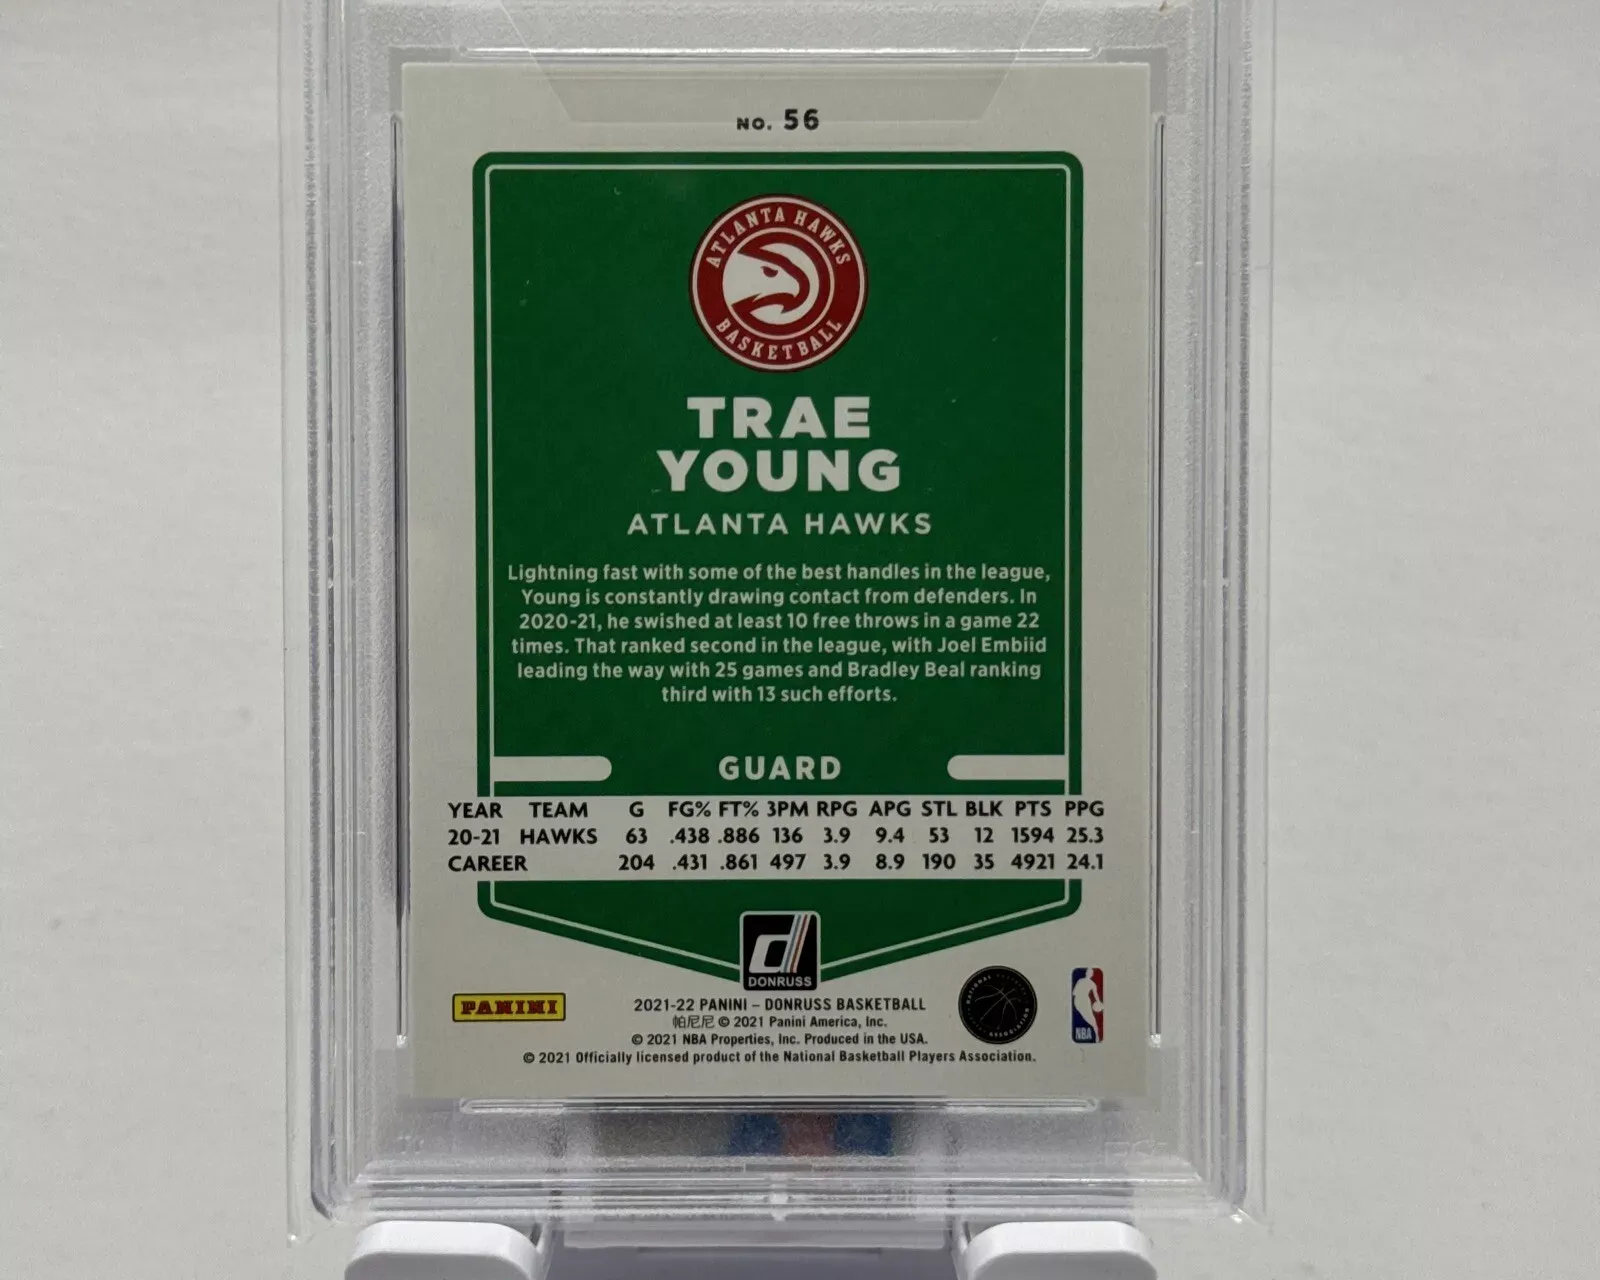 NO. 56
ATLANTA HAWKS
BASKETBALL
TRAE
YOUNG
ATLANTA HAWKS
Lightning fast with some of the best handles in the league,
Young is constantly drawing contact from defenders. In
2020-21, he swished at least 10 free throws in a game 22
times. That ranked second in the league, with Joel Embiid
leading the way with 25 games and Bradley Beal ranking
third with 13 such efforts.
GUARD
YEAR TEAM G FG% FT% 3PM RPG APG STL BLK PTS PPG
20-21 HAWKS 63 .438 .886 136 3.9 9.4 53 12 1594 25.3
CAREER 204 .431 .861 497 3.9 8.9 190 35 4921 24.1
d
DONRUSS
PANINI
2021-22 PANINI – DONRUSS BASKETBALL
帕尼尼 © 2021 Panini America, Inc.
© 2021 NBA Properties, Inc. Produced in the USA.
© 2021 Officially licensed product of the National Basketball Players Association.
NBA